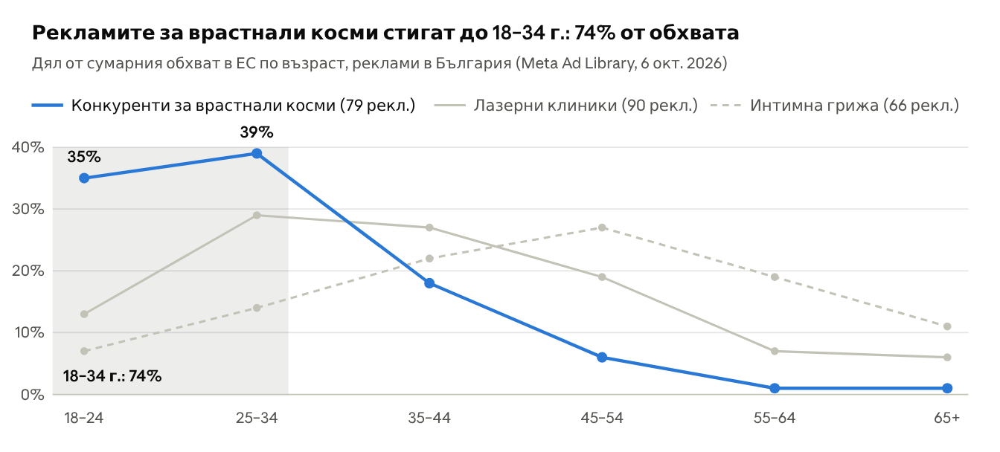 Рекламите за враснали косми стигат до 18–34 г.: 74% от обхвата
Дял от сумарния обхват в ЕС по възраст, реклами в България (Meta Ad Library, 6 окт. 2026)
Конкуренти за врастнали косми (79 рекл.) Лазерни клиники (90 рекл.) Интимна грижа (66 рекл.)
39%
40%
35%
30%
20%
10%
18–34 г.: 74%
0%
18–24 25–34 35–44 45–54 55–64 65+